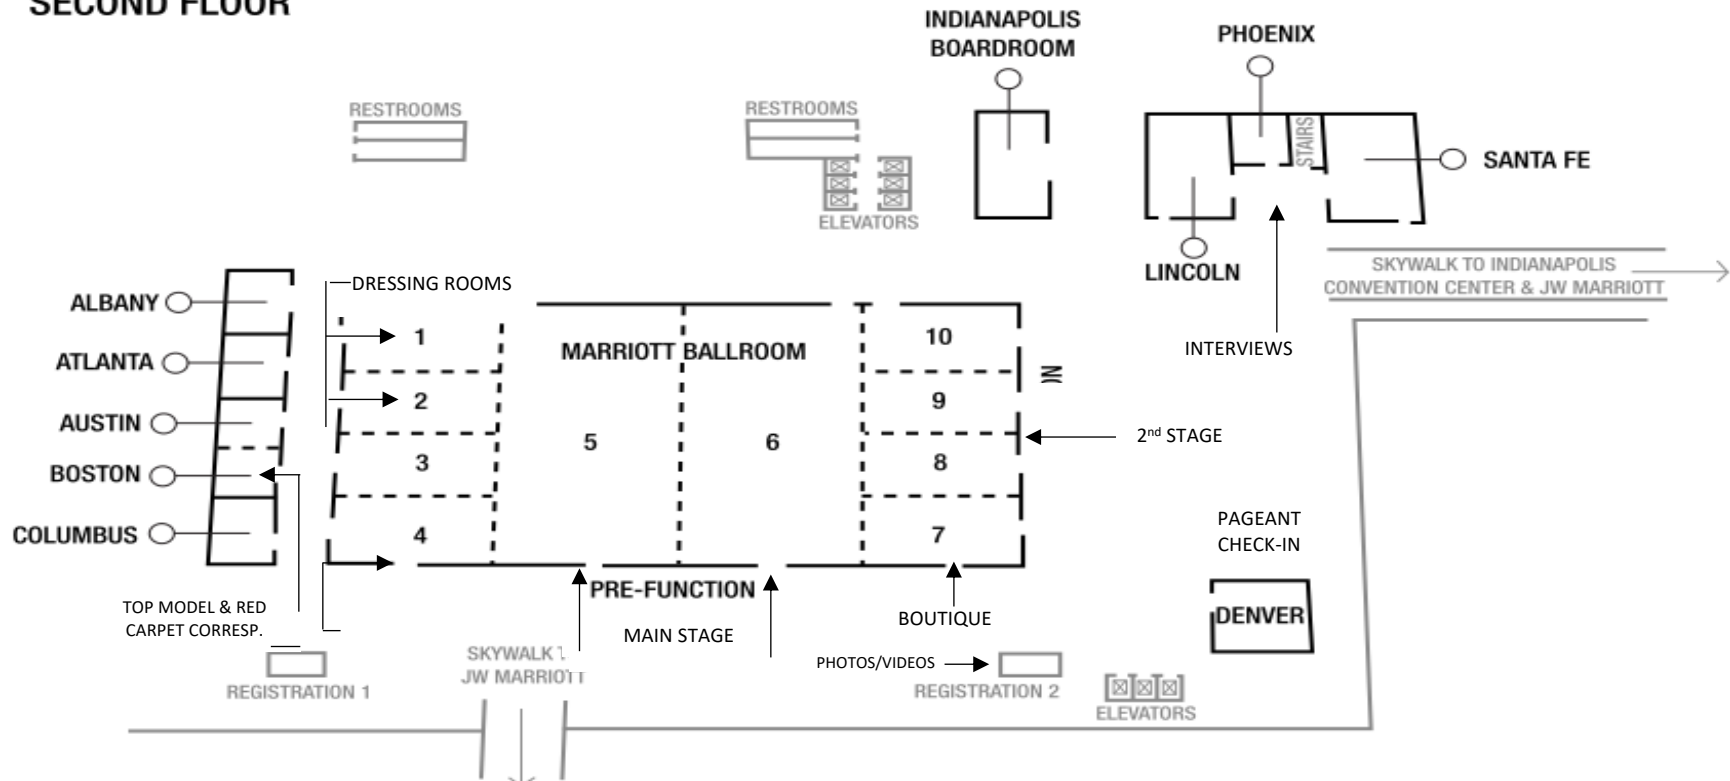 SECOND FLOOR
INDIANAPOLIS
BOARDROOM
PHOENIX
RESTROOMS
RESTROOMS
STAIRS
SANTA FE
ELEVATORS
LINCOLN
SKYWALK TO INDIANAPOLIS
CONVENTION CENTER & JW MARRIOTT
ALBANY
DRESSING ROOMS
1
MARRIOTT BALLROOM
10
INTERVIEWS
ATLANTA
2
9
AUSTIN
5
6
2nd STAGE
BOSTON
3
8
COLUMBUS
4
7
PAGEANT
CHECK-IN
PRE-FUNCTION
TOP MODEL & RED
CARPET CORRESP.
MAIN STAGE
BOUTIQUE
DENVER
SKYWALK
JW MARRIOTT
PHOTOS/VIDEOS
REGISTRATION 1
REGISTRATION 2
ELEVATORS